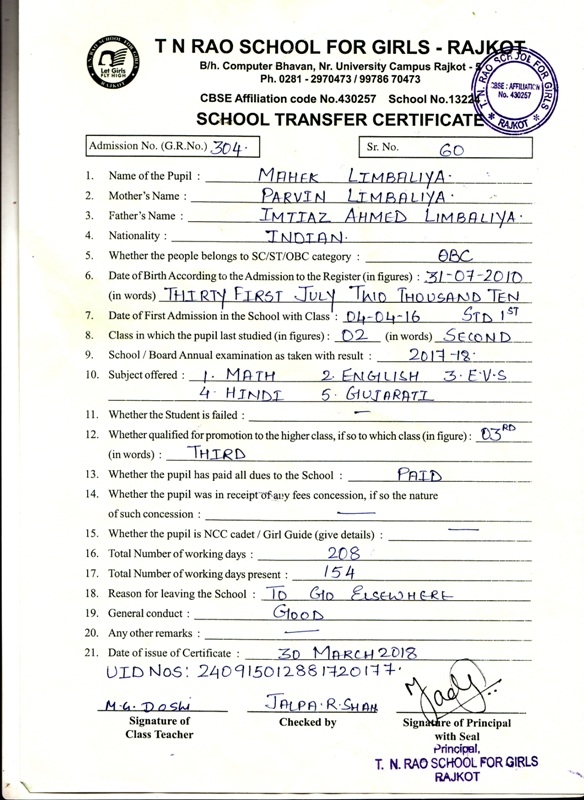 Let Girls
FLY HIGH
T N RAO SCHOOL FOR GIRLS - RAJKOT
B/h. Computer Bhavan, Nr. University Campus Rajkot -
Ph. 0281 - 2970473 / 99786 70473
CBSE Affiliation code No.430257 School No.1322
SCHOOL TRANSFER CERTIFICATE
T. N. RAO SCHOOL FOR GIRLS
CBSE : AFFILIATION
No. 430257
* RAJKOT *
Admission No. (G.R.No.) 304. Sr. No. 60
1. Name of the Pupil : MAHEK LIMBALIYA.
2. Mother's Name : PARVIN LIMBALIYA.
3. Father's Name : IMTIAZ AHMED LIMBALIYA.
4. Nationality : INDIAN.
5. Whether the people belongs to SC/ST/OBC category : OBC
6. Date of Birth According to the Admission to the Register (in figures) : 31-07-2010
(in words) THIRTY FIRST JULY TWO THOUSAND TEN
7. Date of First Admission in the School with Class : 04-04-16 STD 1ST
8. Class in which the pupil last studied (in figures) : 02 (in words) SECOND
9. School / Board Annual examination as taken with result : 2017-18.
10. Subject offered : 1. MATH 2. ENGLISH 3. E.V.S
4. HINDI 5. GUJARATI
11. Whether the Student is failed : —
12. Whether qualified for promotion to the higher class, if so to which class (in figure) : 03RD
(in words) : THIRD
13. Whether the pupil has paid all dues to the School : PAID
14. Whether the pupil was in receipt of any fees concession, if so the nature
of such concession : —
15. Whether the pupil is NCC cadet / Girl Guide (give details) : —
16. Total Number of working days : 208
17. Total Number of working days present : 154
18. Reason for leaving the School : TO GO ELSEWHERE
19. General conduct : GOOD
20. Any other remarks : —
21. Date of issue of Certificate : 30 MARCH 2018
UID NOS: 240915012881720177.
M.G. DOSHI JALPA.R.SHAH
Signature of Checked by Signature of Principal
Class Teacher with Seal
Principal,
T. N. RAO SCHOOL FOR GIRLS
RAJKOT